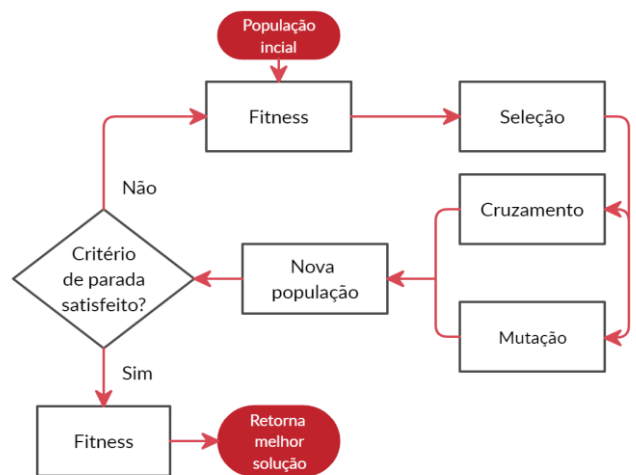 População
incial
Fitness
Seleção
Cruzamento
Mutação
Nova
população
Critério
de parada
satisfeito?
Não
Sim
Fitness
Retorna
melhor
solução